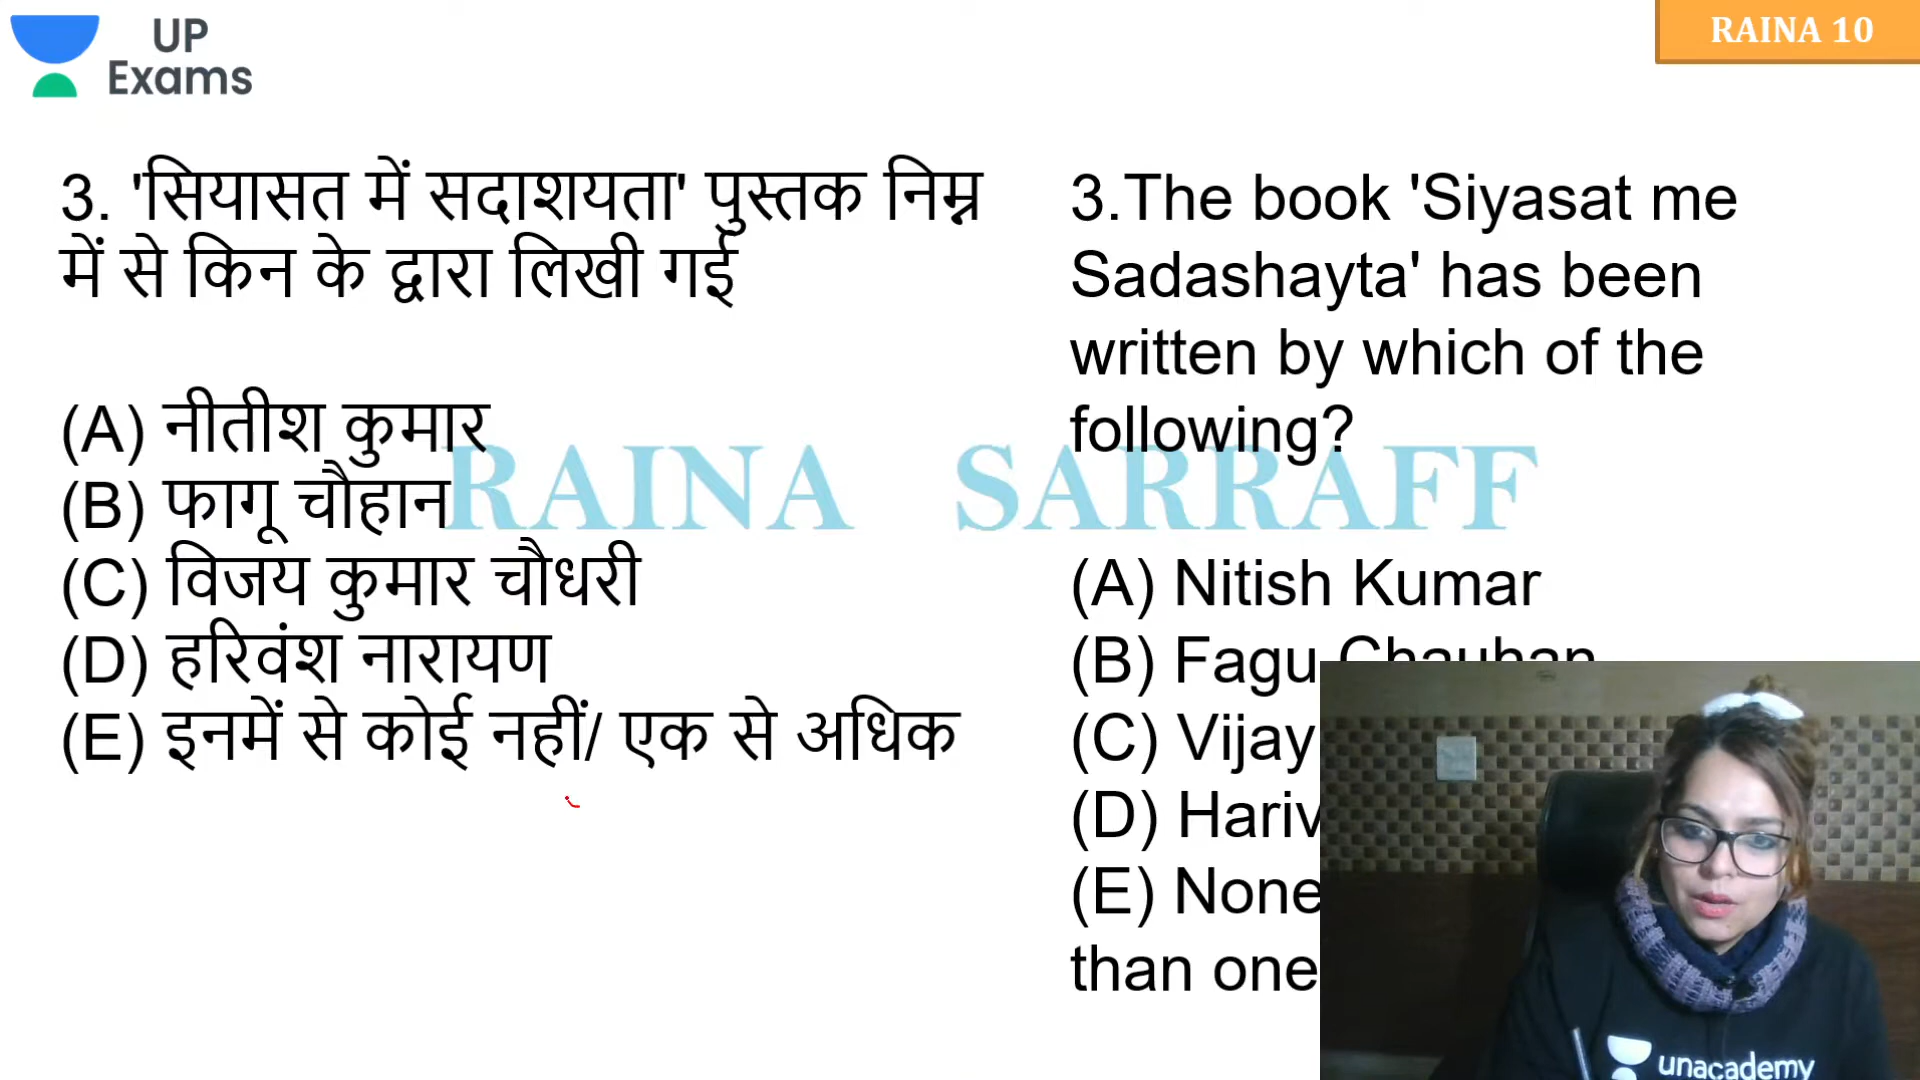 UP
Exams
RAINA 10
3. 'सियासत में सदाशयता' पुस्तक निम्न
में से किन के द्वारा लिखी गई
(A) नीतीश कुमार
(B) फागू चौहान
(C) विजय कुमार चौधरी
(D) हरिवंश नारायण
(E) इनमें से कोई नहीं/ एक से अधिक
3.The book 'Siyasat me
Sadashayta' has been
written by which of the
following?
(A) Nitish Kumar
(B) Fagu Chauhan
(C) Vijay
(D) Hariv
(E) None
than one
RAINA SARRAFF
unacademy